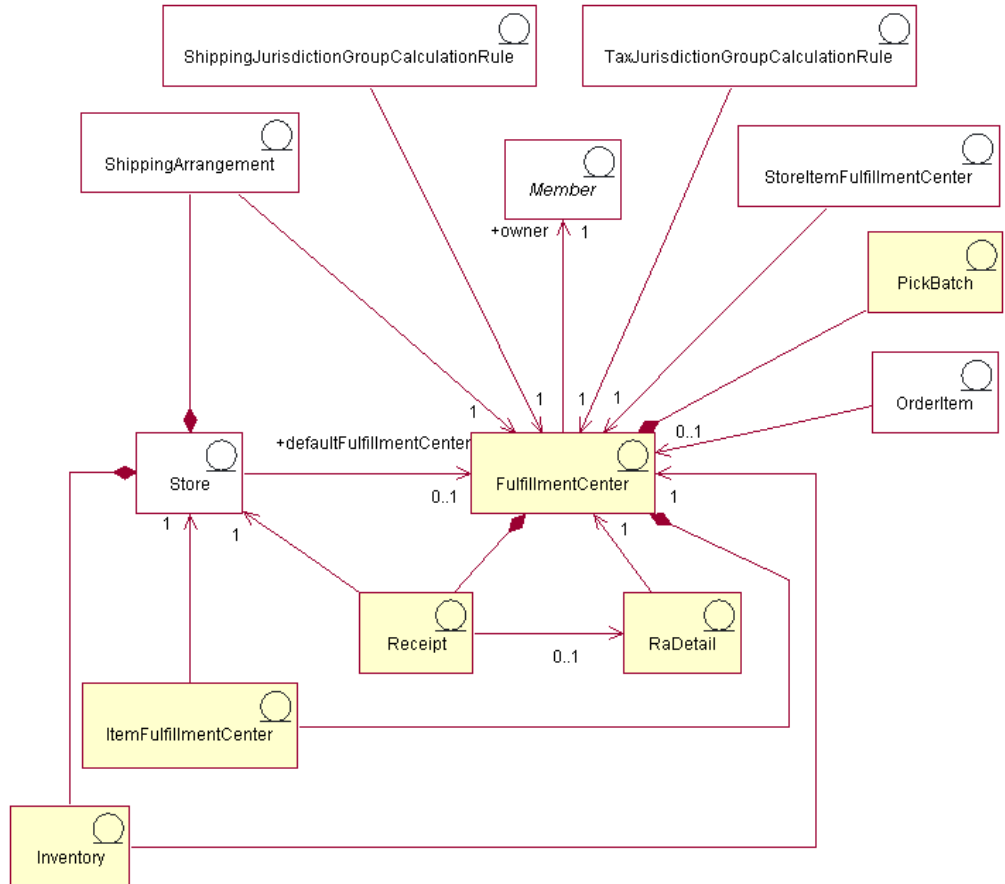 ShippingJurisdictionGroupCalculationRule
TaxJurisdictionGroupCalculationRule
ShippingArrangement
Member
StoreItemFulfillmentCenter
+owner 1
PickBatch
OrderItem
1
1
1
1
0..1
+defaultFulfillmentCenter
Store
FulfillmentCenter
0..1
1
1
1
1
Receipt
RaDetail
0..1
ItemFulfillmentCenter
Inventory